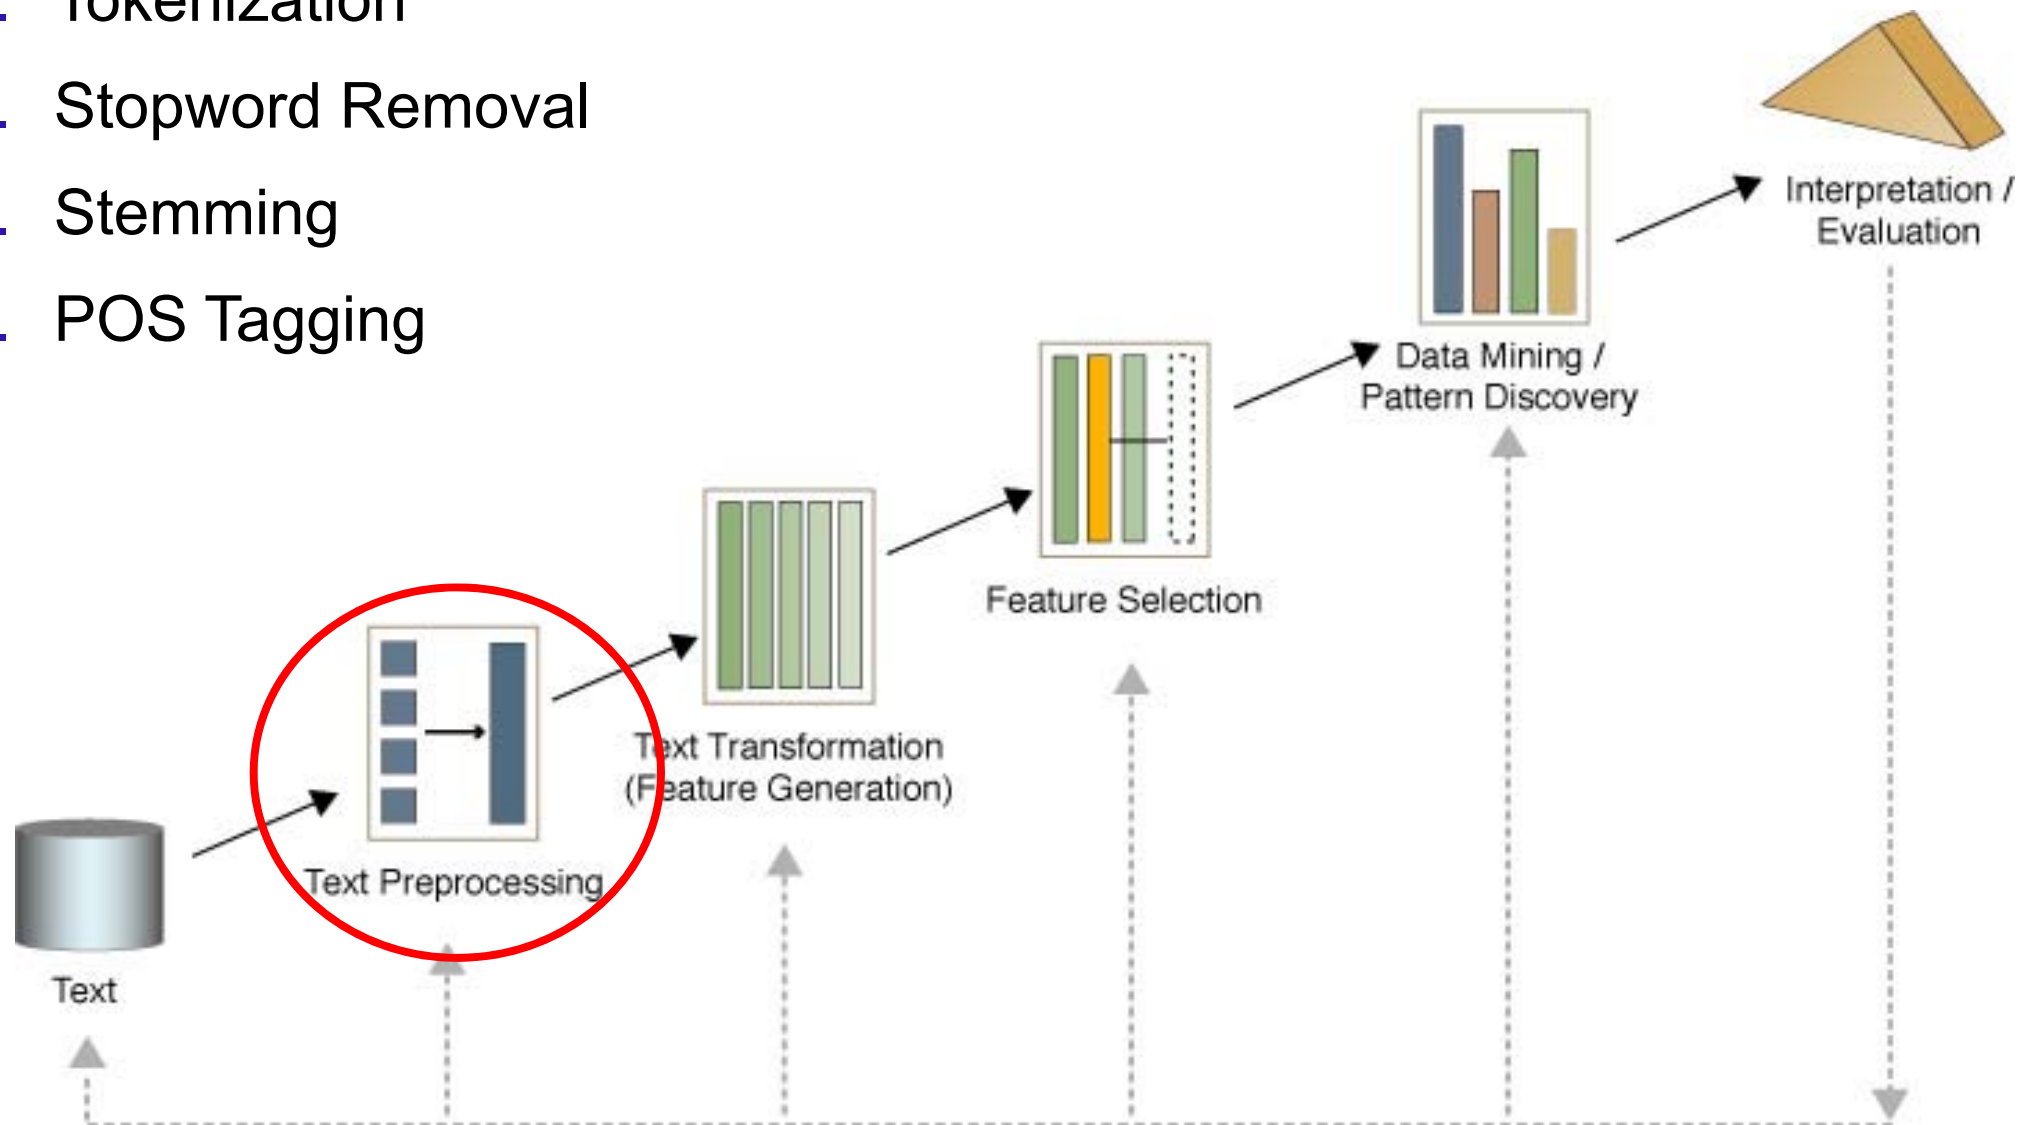 Tokenization
Stopword Removal
Stemming
POS Tagging
Interpretation /
Evaluation
Data Mining /
Pattern Discovery
Feature Selection
Text Transformation
(Feature Generation)
Text Preprocessing
Text